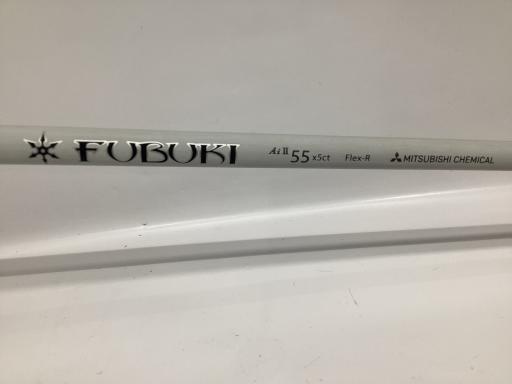 FUBUKI Ai II 55 x5ct Flex-R MITSUBISHI CHEMICAL